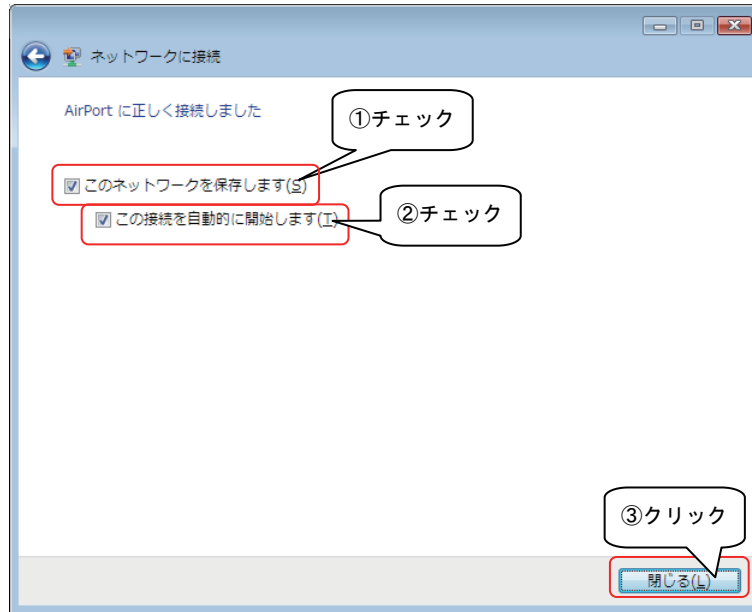 ネットワークに接続
AirPort に正しく接続しました
①チェック
このネットワークを保存します(S)
②チェック
この接続を自動的に開始します(T)
③クリック
閉じる(L)